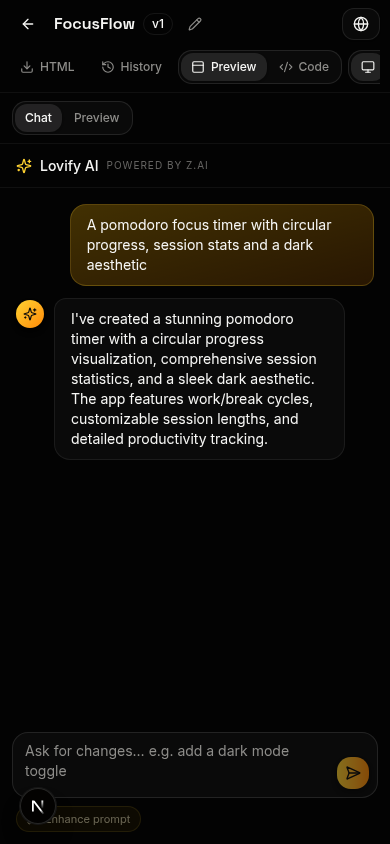 FocusFlow v1
HTML History Preview Code
Chat Preview
Lovify AI POWERED BY Z.AI
A pomodoro focus timer with circular
progress, session stats and a dark
aesthetic
I've created a stunning pomodoro
timer with a circular progress
visualization, comprehensive session
statistics, and a sleek dark aesthetic.
The app features work/break cycles,
customizable session lengths, and
detailed productivity tracking.
Ask for changes... e.g. add a dark mode
toggle
N
Enhance prompt